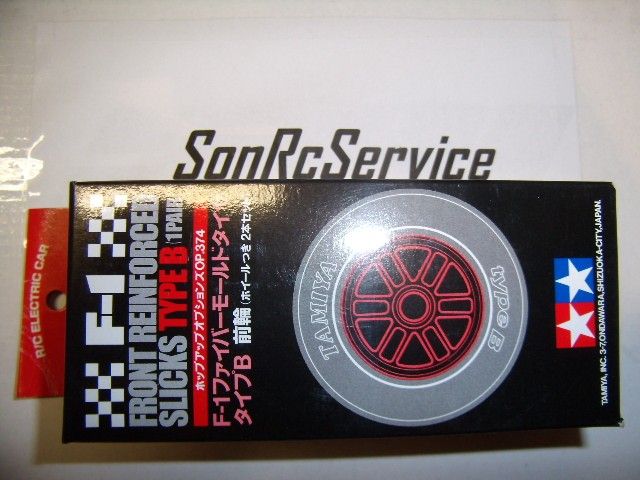 SonRcService
R/C ELECTRIC CAR
F-1
FRONT REINFORCED
SLICKS TYPE B (1PAIR)
ホップアップオプションズOP.374
F-1ファイバーモールドタイヤ
タイプB 前輪 (ホイールつき2本セット)
TAMIYA
type B
TAMIYA, INC. 3-7,ONDAWARA,SHIZUOKA-CITY,JAPAN.